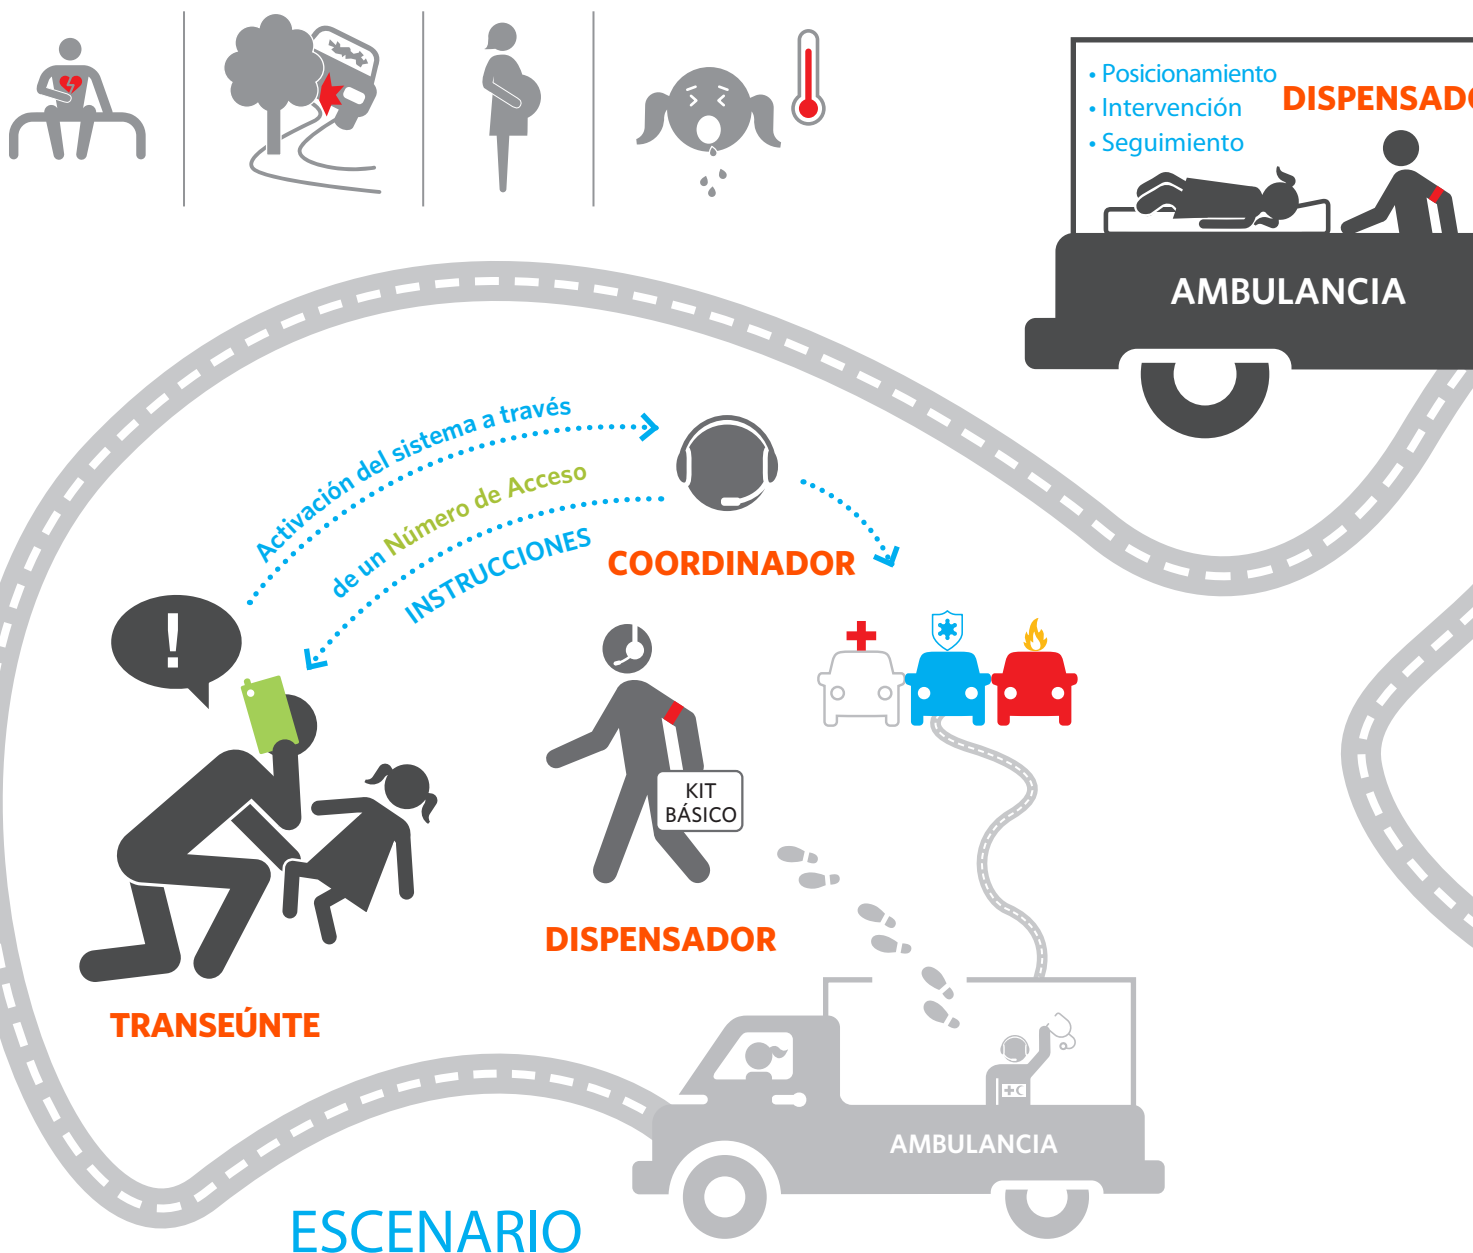 • Posicionamiento
• Intervención
• Seguimiento
AMBULANCIA
Activación del sistema a través
de un Número de Acceso
INSTRUCCIONES
COORDINADOR
!
KIT
BÁSICO
DISPENSADOR
TRANSEÚNTE
AMBULANCIA
ESCENARIO